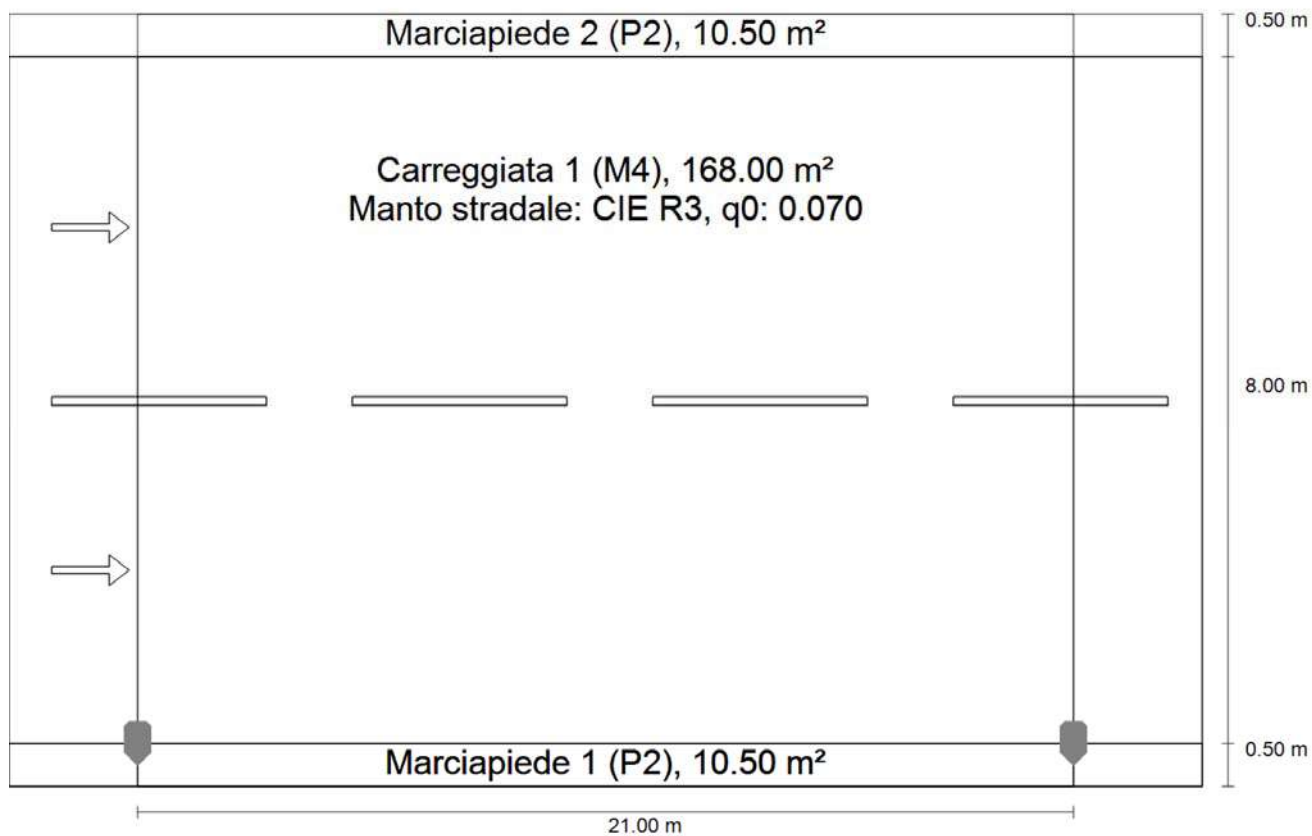 Marciapiede 2 (P2), 10.50 m²
0.50 m
Carreggiata 1 (M4), 168.00 m²
Manto stradale: CIE R3, q0: 0.070
8.00 m
Marciapiede 1 (P2), 10.50 m²
0.50 m
21.00 m